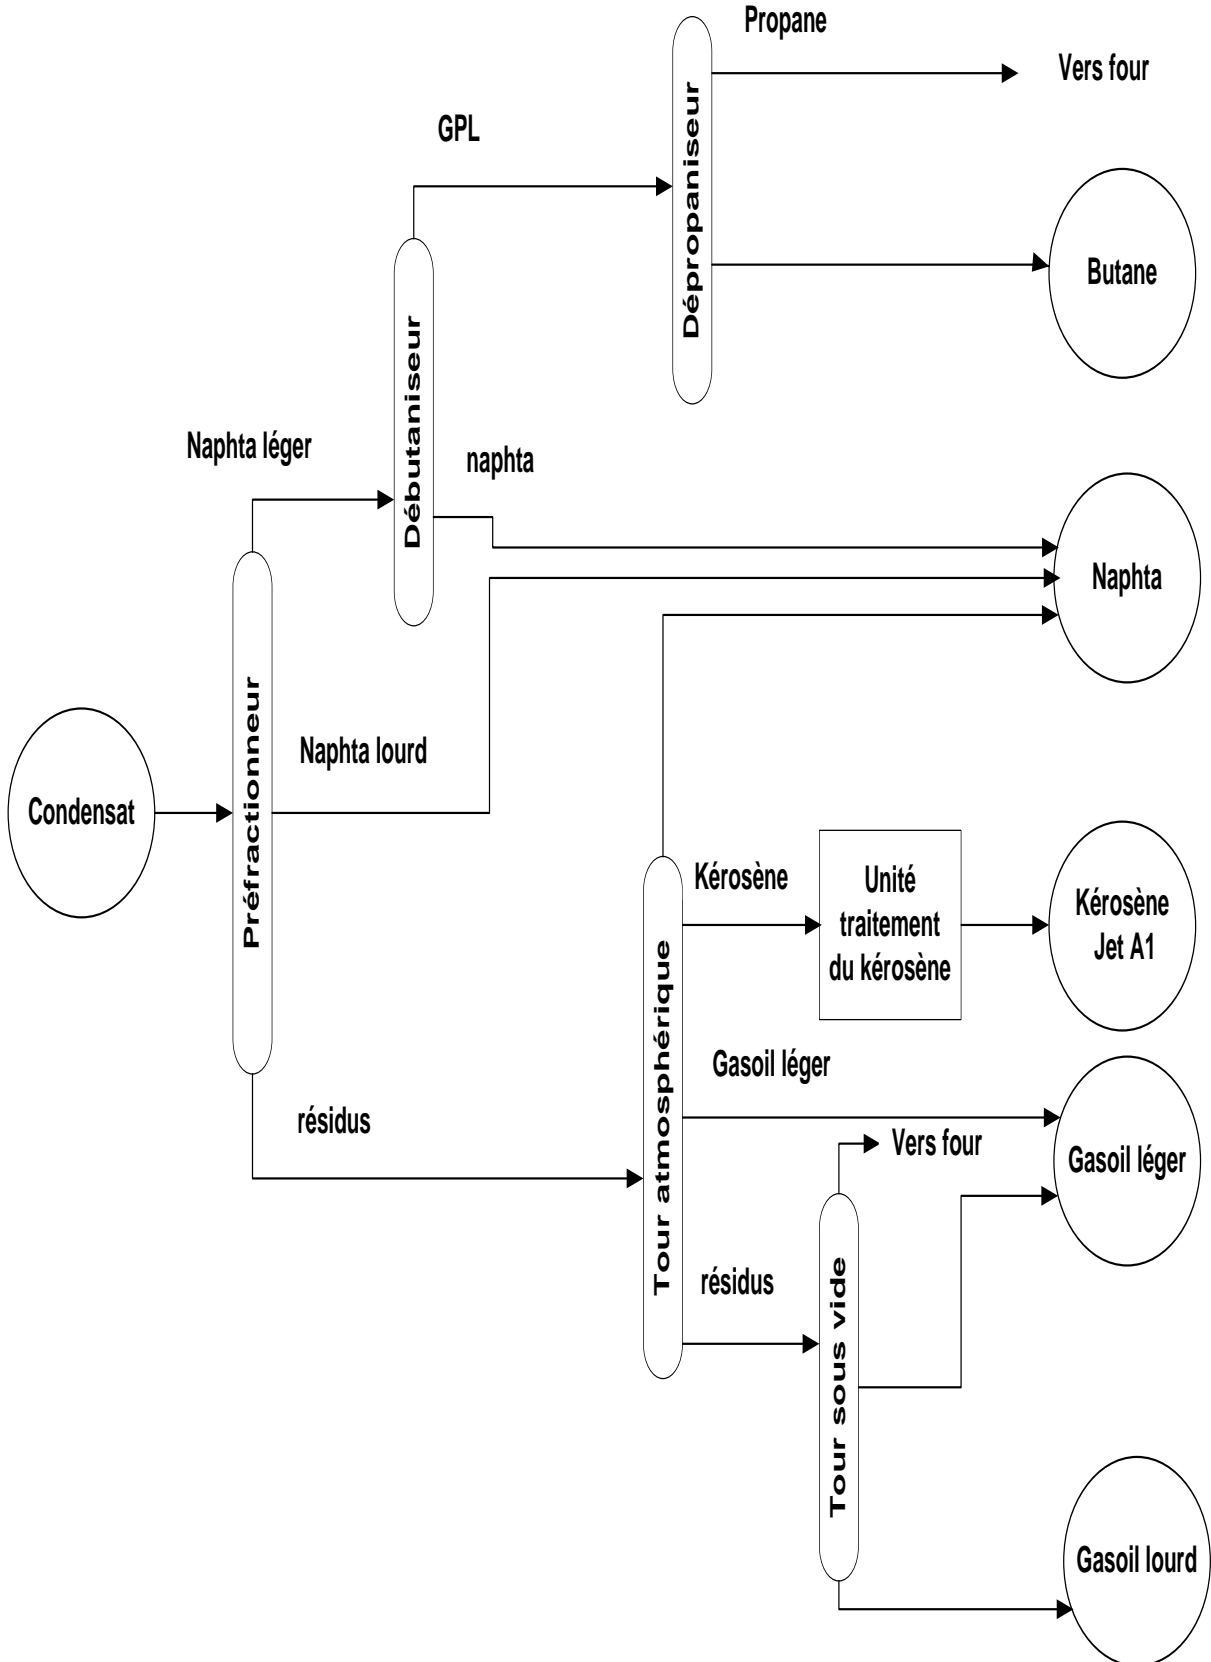 Propane
Vers four
GPL
Dépropaniseur
Butane
Débutaniseur
Naphta léger
naphta
Naphta
Préfractionneur
Naphta lourd
Condensat
Kérosène
Unité
traitement
du kérosène
Kérosène
Jet A1
Tour atmosphérique
Gasoil léger
résidus
Vers four
Gasoil léger
résidus
Tour sous vide
Gasoil lourd